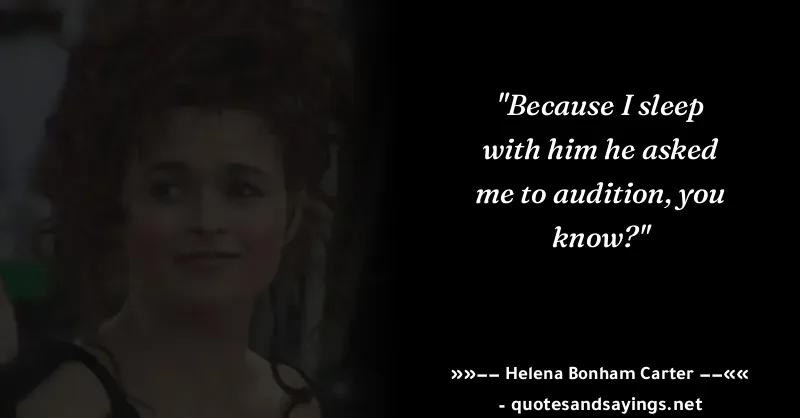 "Because I sleep
with him he asked
me to audition, you
know?"
»»–– Helena Bonham Carter ––««
- quotesandsayings.net